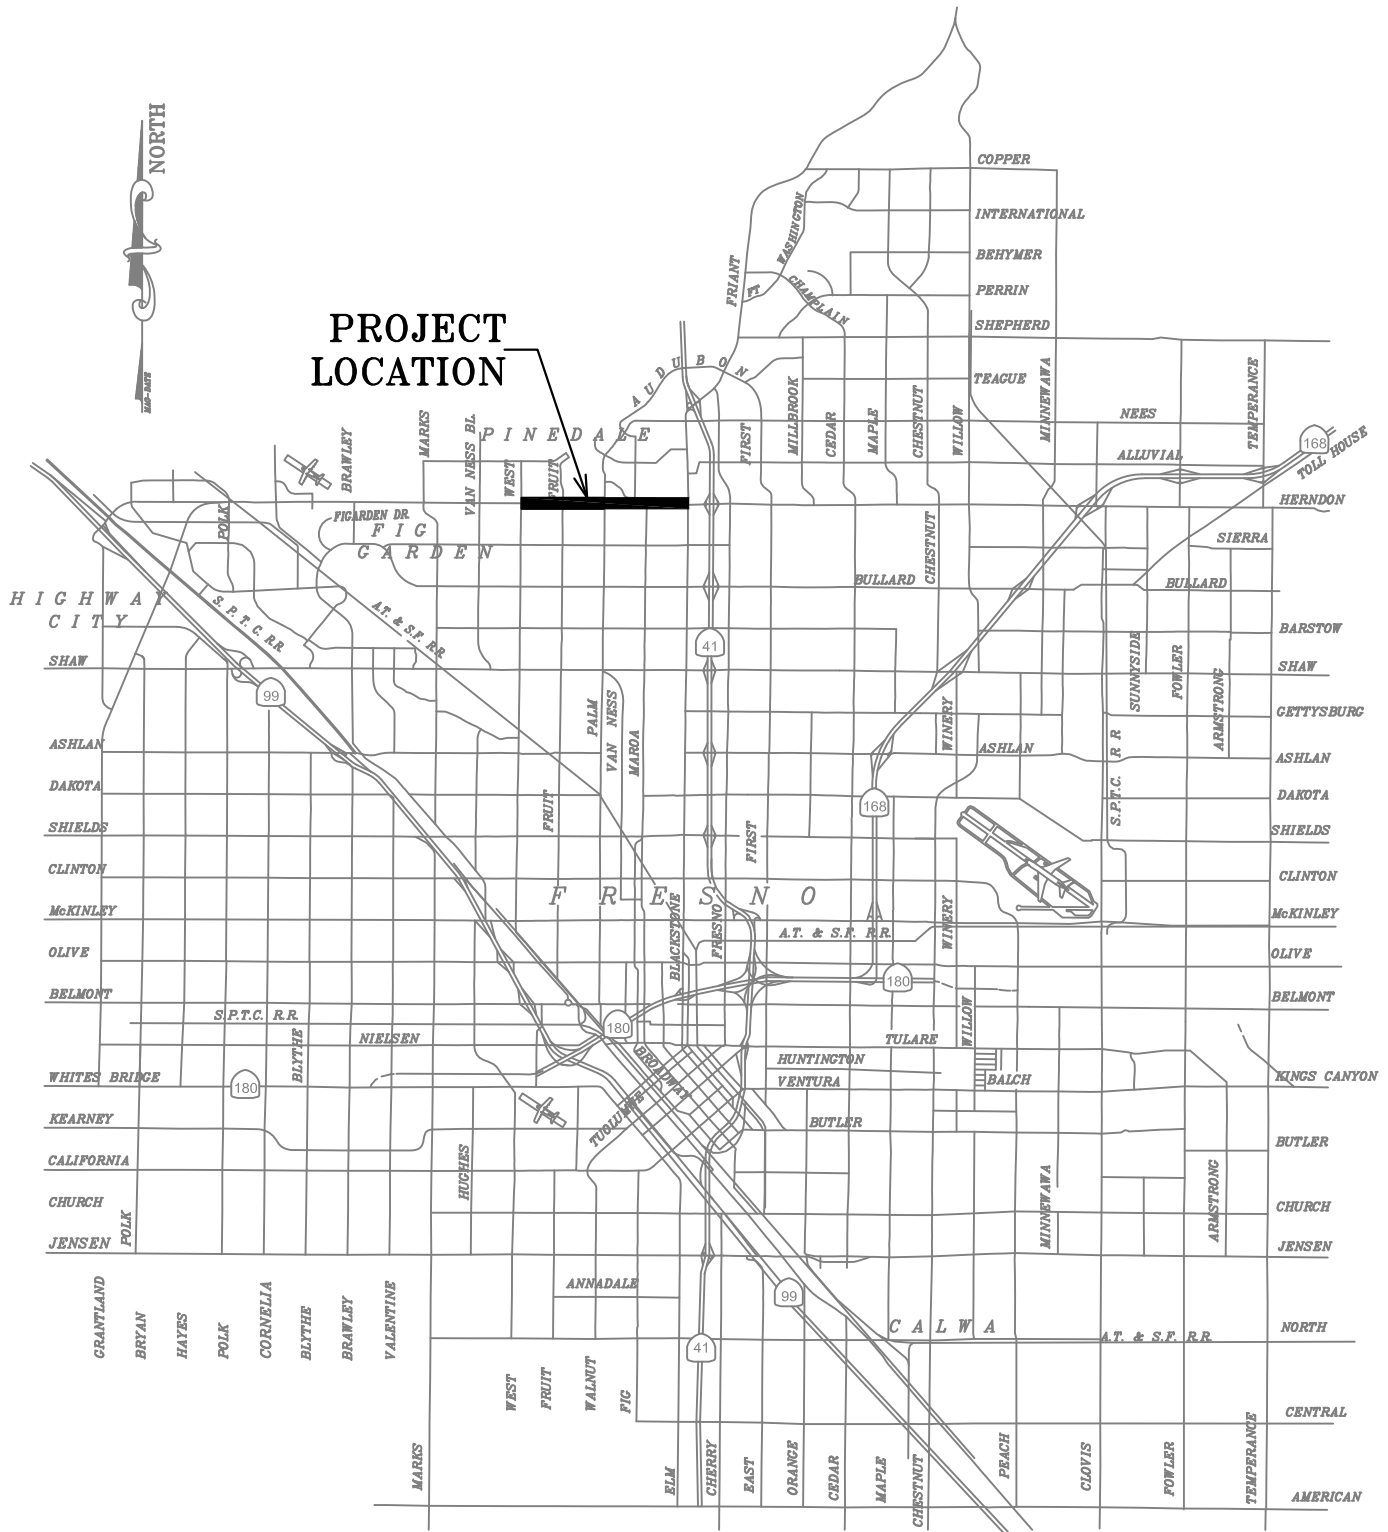 NORTH
MAG-DATE
COPPER
INTERNATIONAL
WASHINGTON
BEHYMER
FRIANT
FT
CHAMPLAIN
PERRIN
SHEPHERD
PROJECT
LOCATION
AUDUBON
TEAGUE
MILLBROOK
CEDAR
MAPLE
CHESTNUT
WILLOW
MINNEWAWA
TEMPERANCE
NEES
FIRST
168
TOLL HOUSE
MARKS
VAN NESS BL.
PINEDALE
BRAWLEY
WEST
FRUIT
ALLUVIAL
HERNDON
POLK
FIGARDEN DR.
FIG
GARDEN
CHESTNUT
SIERRA
BULLARD
BULLARD
HIGHWAY
CITY
S. P. T. C. R.R.
A.T. & S.F. RR
41
BARSTOW
SHAW
SUNNYSIDE
FOWLER
ARMSTRONG
SHAW
99
PALM
VAN NESS
MAROA
WINERY
GETTYSBURG
ASHLAN
ASHLAN
ASHLAN
S.P.T.C. R R
DAKOTA
FRUIT
168
DAKOTA
SHIELDS
FIRST
SHIELDS
CLINTON
CLINTON
FRESNO
McKINLEY
BLACKSTONE
FRESNO
WINERY
McKINLEY
A.T. & S.F. R.R.
OLIVE
OLIVE
BELMONT
180
BELMONT
S.P.T.C. R.R.
180
WILLOW
NIELSEN
BLYTHE
BROADWAY
TULARE
HUNTINGTON
WHITES BRIDGE
180
VENTURA
BALCH
KINGS CANYON
TUOLUMNE
KEARNEY
BUTLER
BUTLER
CALIFORNIA
HUGHES
MINNEWAWA
ARMSTRONG
CHURCH
CHURCH
POLK
JENSEN
JENSEN
GRANTLAND
BRYAN
HAYES
POLK
CORNELIA
BLYTHE
BRAWLEY
VALENTINE
ANNADALE
99
CALWA
NORTH
A.T. & S.F. R.R.
41
WEST
FRUIT
WALNUT
FIG
CENTRAL
MARKS
ELM
CHERRY
EAST
ORANGE
CEDAR
MAPLE
CHESTNUT
PEACH
CLOVIS
FOWLER
TEMPERANCE
AMERICAN